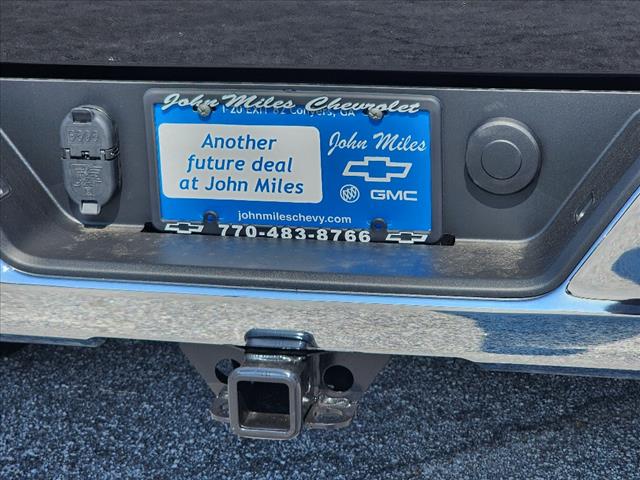 John Miles Chevrolet
I-20 EXIT 82 Conyers, GA
Another
future deal
at John Miles
John Miles
GMC
johnmileschevy.com
770-483-8766